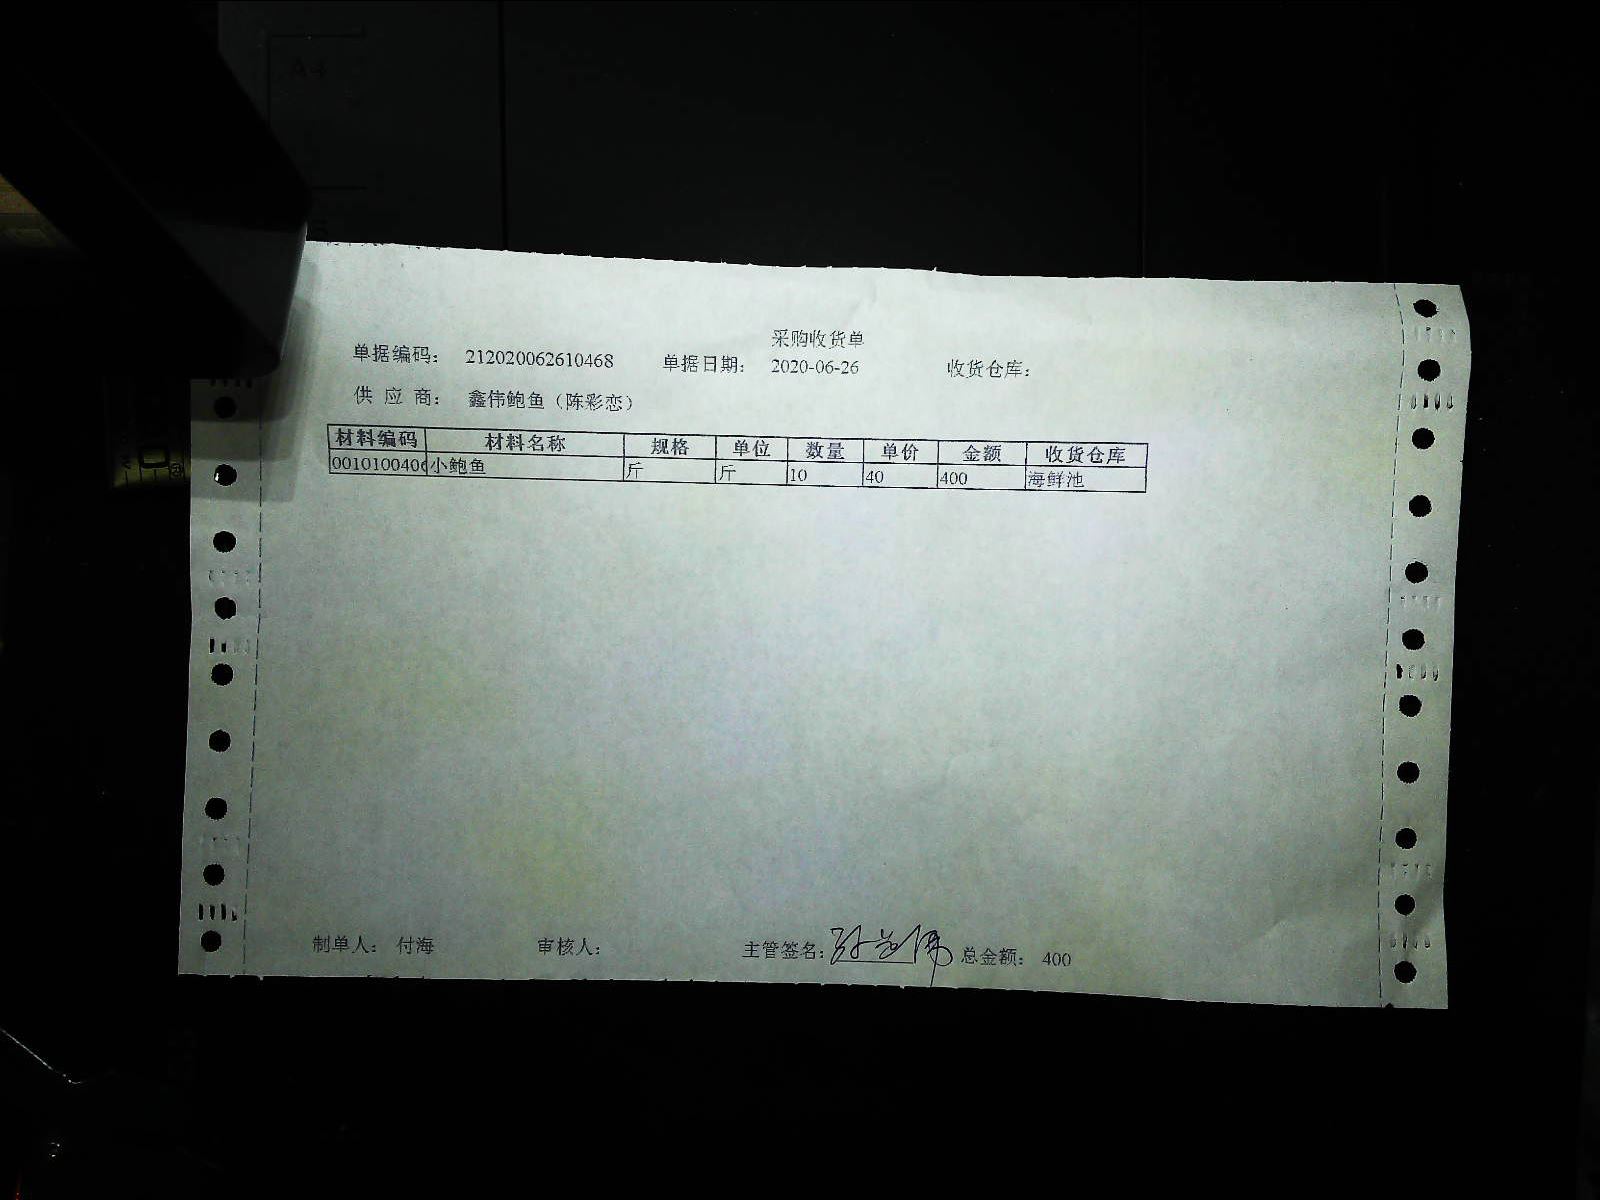 采购收货单
单据编码： 212020062610468 单据日期： 2020-06-26 收货仓库：
供 应 商： 鑫伟鲍鱼（陈彩恋）
材料编码 材料名称 规格 单位 数量 单价 金额 收货仓库
0010100406 小鲍鱼 斤 斤 10 40 400 海鲜池
制单人： 付海 审核人： 主管签名： 总金额： 400